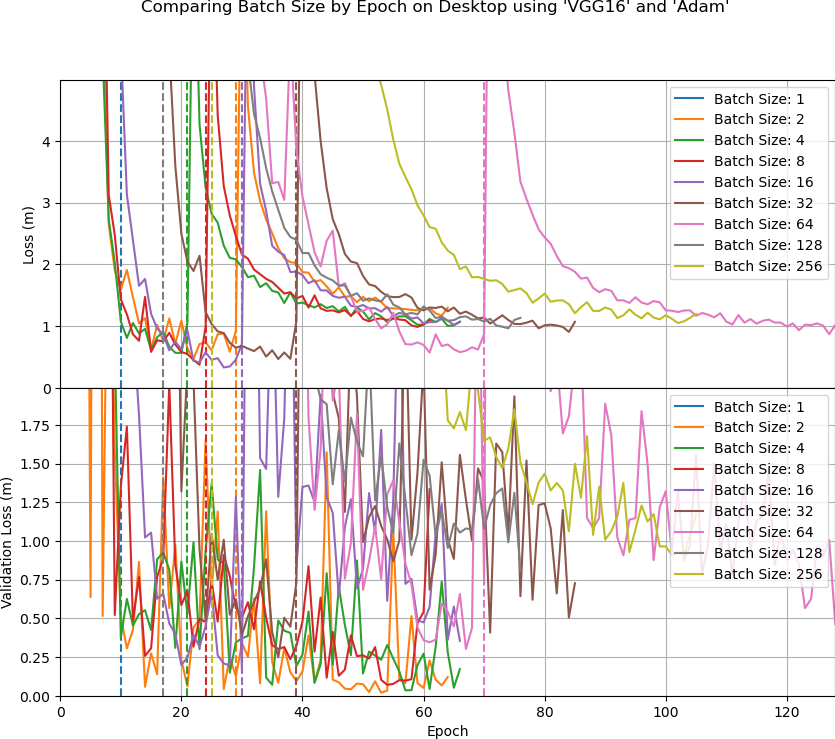 Comparing Batch Size by Epoch on Desktop using 'VGG16' and 'Adam'
Loss (m)
4
3
2
1
0
Batch Size: 1
Batch Size: 2
Batch Size: 4
Batch Size: 8
Batch Size: 16
Batch Size: 32
Batch Size: 64
Batch Size: 128
Batch Size: 256
Validation Loss (m)
1.75
1.50
1.25
1.00
0.75
0.50
0.25
0.00
Batch Size: 1
Batch Size: 2
Batch Size: 4
Batch Size: 8
Batch Size: 16
Batch Size: 32
Batch Size: 64
Batch Size: 128
Batch Size: 256
0 20 40 60 80 100 120
Epoch